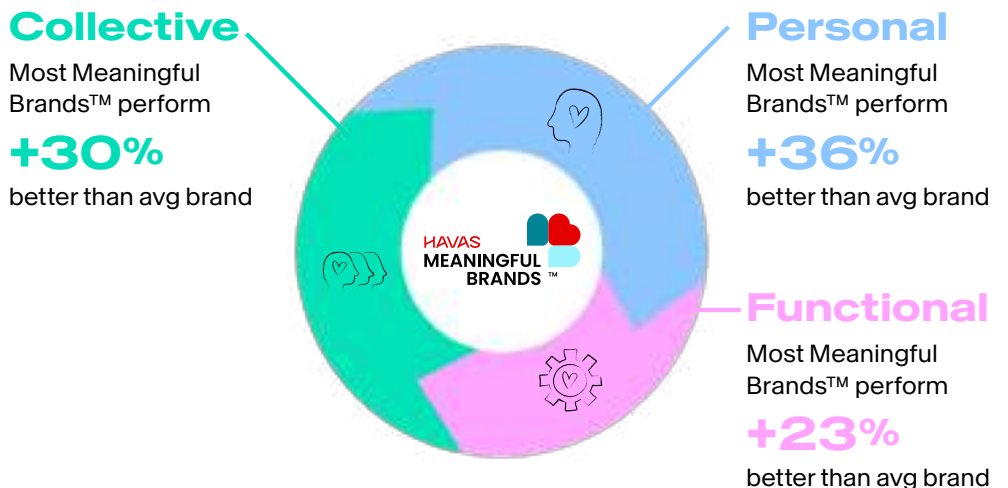 Collective
Most Meaningful
Brands™ perform
+30%
better than avg brand
Personal
Most Meaningful
Brands™ perform
+36%
better than avg brand
HAVAS
MEANINGFUL
BRANDS ™
Functional
Most Meaningful
Brands™ perform
+23%
better than avg brand